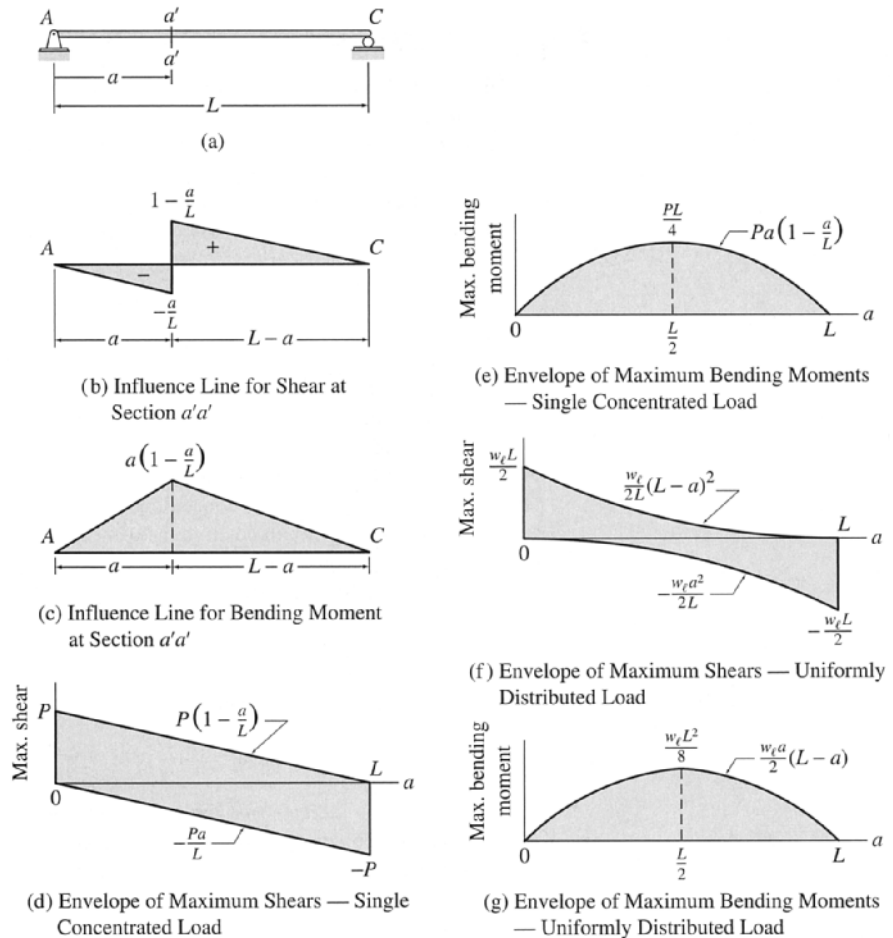 A a′ C
a′
a
L
(a)
1 − a/L
A + C
−
−a/L
a L − a
(b) Influence Line for Shear at
Section a′a′
a(1 − a/L)
A C
a L − a
(c) Influence Line for Bending Moment
at Section a′a′
Max. shear
P
P(1 − a/L)
L
a
0
−Pa/L
−P
(d) Envelope of Maximum Shears — Single
Concentrated Load
Max. bending
moment
PL/4
Pa(1 − a/L)
0 L/2 L a
(e) Envelope of Maximum Bending Moments
— Single Concentrated Load
Max. shear
wℓL/2
wℓ/2L (L − a)²
L
a
0
−wℓa²/2L
−wℓL/2
(f) Envelope of Maximum Shears — Uniformly
Distributed Load
Max. bending
moment
wℓL²/8
wℓa/2 (L − a)
0 L/2 L a
(g) Envelope of Maximum Bending Moments
— Uniformly Distributed Load